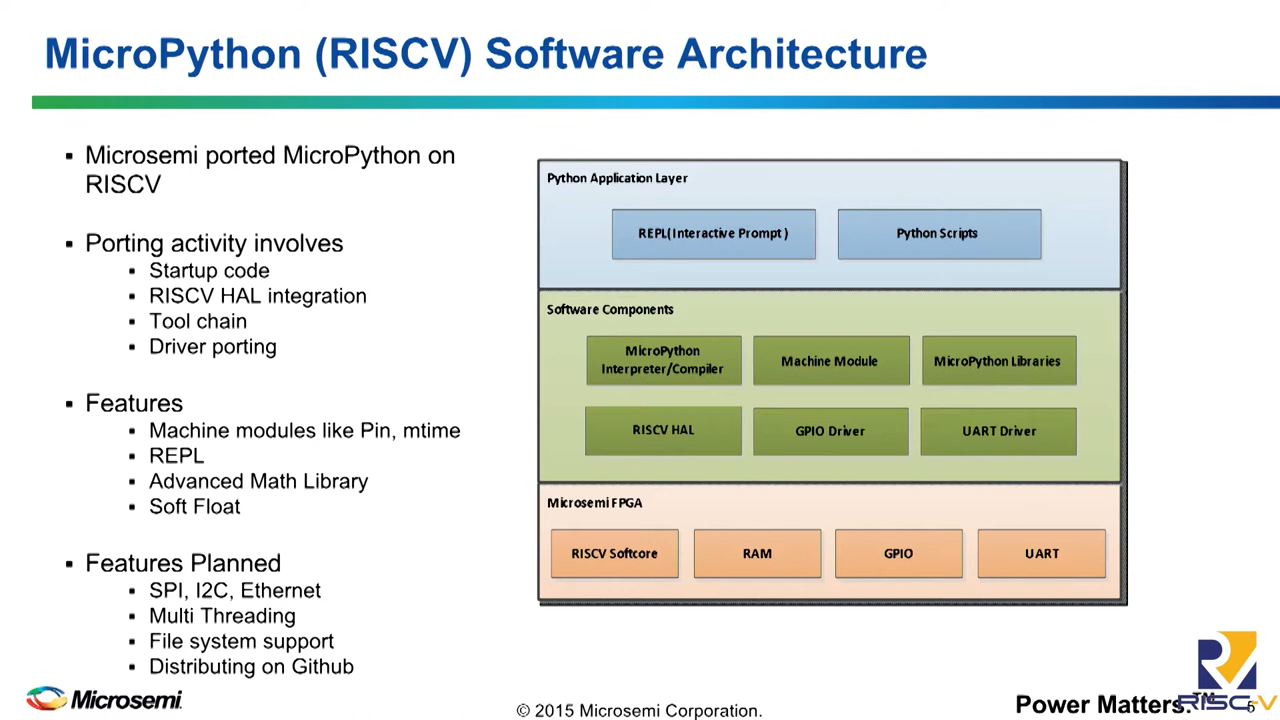 MicroPython (RISCV) Software Architecture
▪ Microsemi ported MicroPython on
RISCV
▪ Porting activity involves
▪ Startup code
▪ RISCV HAL integration
▪ Tool chain
▪ Driver porting
▪ Features
▪ Machine modules like Pin, mtime
▪ REPL
▪ Advanced Math Library
▪ Soft Float
▪ Features Planned
▪ SPI, I2C, Ethernet
▪ Multi Threading
▪ File system support
▪ Distributing on Github
Python Application Layer
REPL(Interactive Prompt )
Python Scripts
Software Components
MicroPython
Interpreter/Compiler
Machine Module
MicroPython Libraries
RISCV HAL
GPIO Driver
UART Driver
Microsemi FPGA
RISCV Softcore
RAM
GPIO
UART
Microsemi.
© 2015 Microsemi Corporation.
Power Matters.™
RISC-V
5